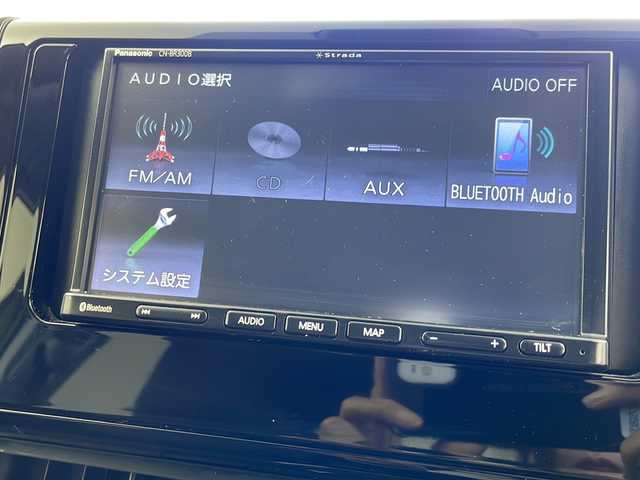 Panasonic CN-BR300B Strada
AUDIO選択 AUDIO OFF
FM/AM CD AUX BLUETOOTH Audio
システム設定
Bluetooth AUDIO MENU MAP − + TILT